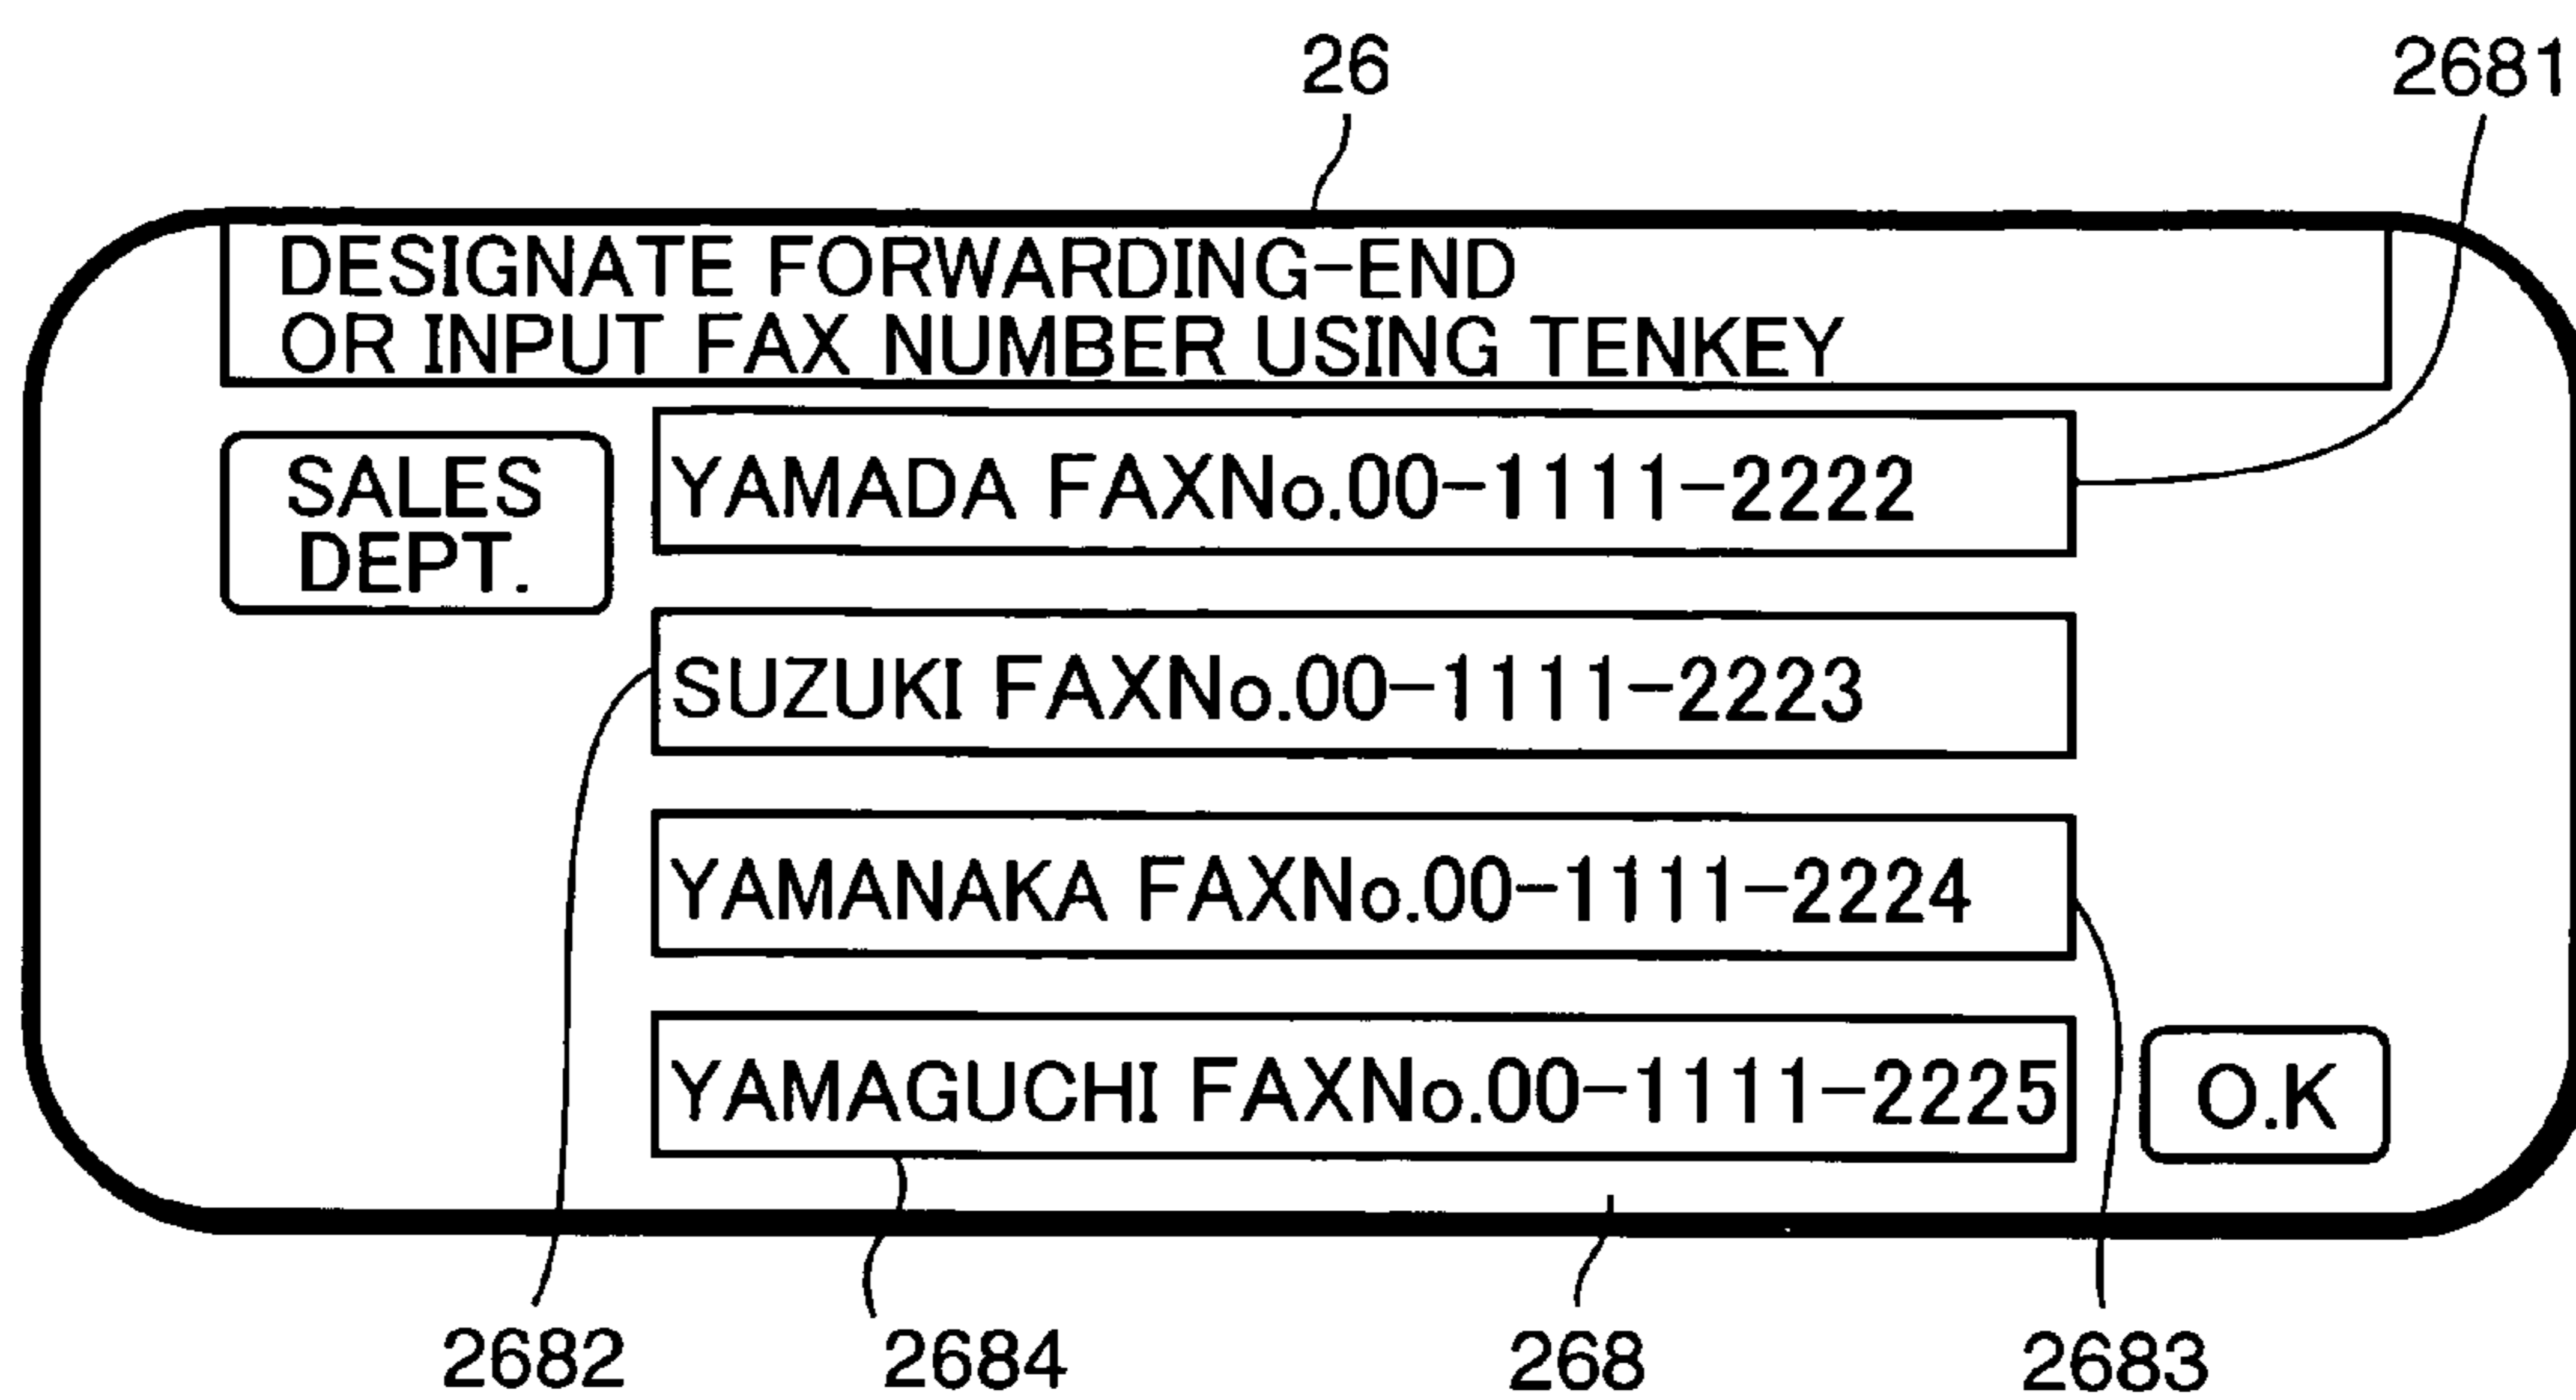 26
2681
DESIGNATE FORWARDING-END
OR INPUT FAX NUMBER USING TENKEY
SALES
DEPT.
YAMADA FAXNo.00-1111-2222
SUZUKI FAXNo.00-1111-2223
YAMANAKA FAXNo.00-1111-2224
YAMAGUCHI FAXNo.00-1111-2225
O.K
2682
2684
268
2683